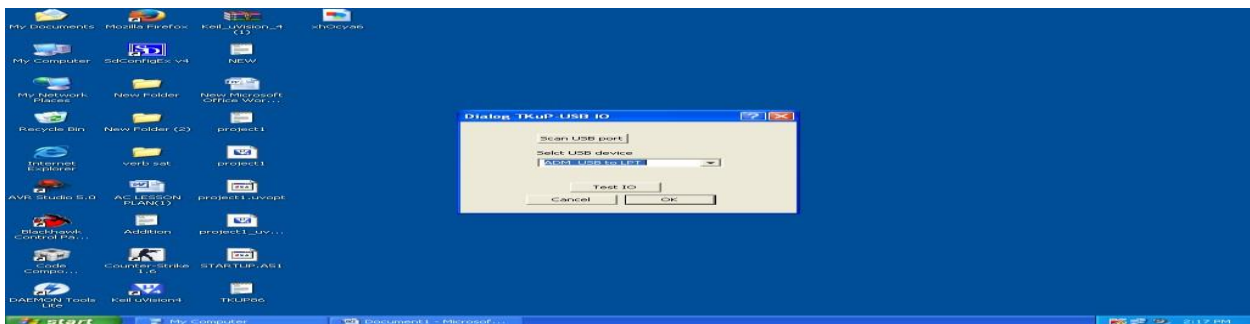 My Documents
Mozilla Firefox
Keil_uVision_4
(1)
xhOcya6
My Computer
SdConfigEx v4
NEW
My Network
Places
New Folder
New Microsoft
Office Wor...
Recycle Bin
New Folder (2)
project1
Internet
Explorer
verb sat
project1
AVR Studio 5.0
AC LESSON
PLAN(1)
project1.uvopt
Blackhawk
Control Pa...
Addition
project1_uv...
Code
Compo...
Counter-Strike
1.6
STARTUP.A51
DAEMON Tools
Lite
Keil uVision4
TKUP86
Dialog TKuP-USB IO
Scan USB port
Selct USB device
ADM USB to LPT
Test IO
Cancel
OK
start
My Computer
Document1 - Microsof...
2:17 PM